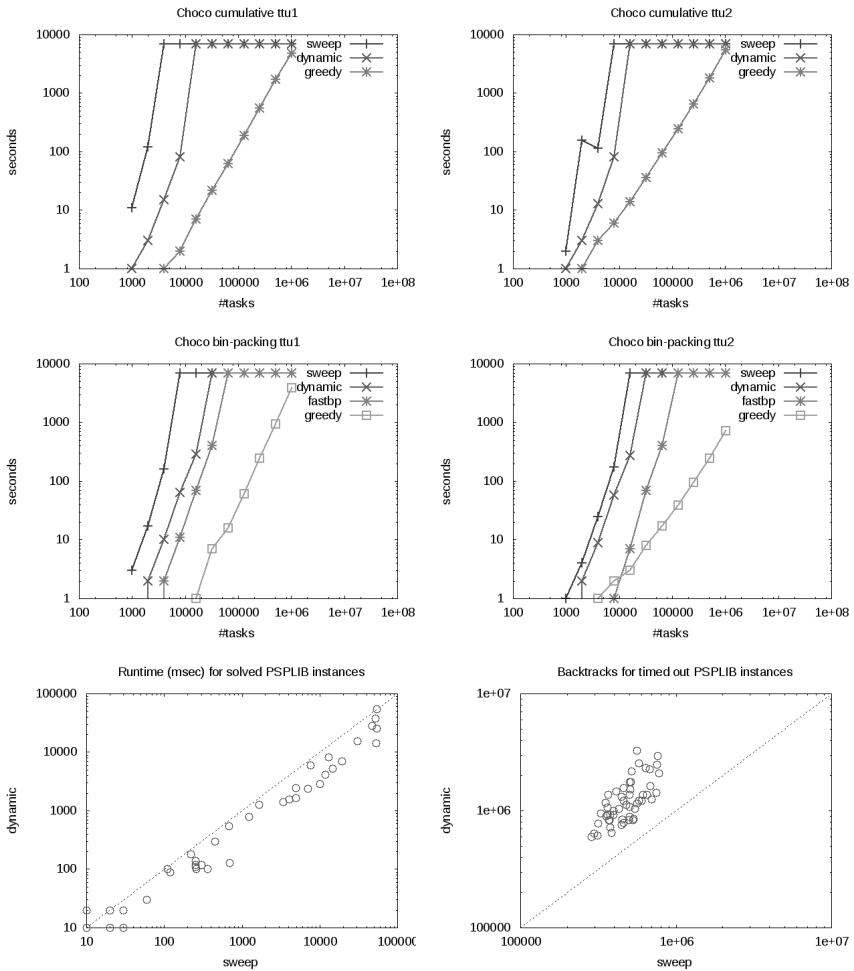 Choco cumulative ttu1
10000
1000
100
10
1
seconds
100
1000
10000
100000
1e+06
1e+07
1e+08
#tasks
sweep
dynamic
greedy
Choco cumulative ttu2
10000
1000
100
10
1
seconds
100
1000
10000
100000
1e+06
1e+07
1e+08
#tasks
sweep
dynamic
greedy
Choco bin-packing ttu1
10000
1000
100
10
1
seconds
100
1000
10000
100000
1e+06
1e+07
1e+08
#tasks
sweep
dynamic
fastbp
greedy
Choco bin-packing ttu2
10000
1000
100
10
1
seconds
100
1000
10000
100000
1e+06
1e+07
1e+08
#tasks
sweep
dynamic
fastbp
greedy
Runtime (msec) for solved PSPLIB instances
100000
10000
1000
100
10
dynamic
10
100
1000
10000
100000
sweep
Backtracks for timed out PSPLIB instances
1e+07
1e+06
100000
dynamic
100000
1e+06
1e+07
sweep